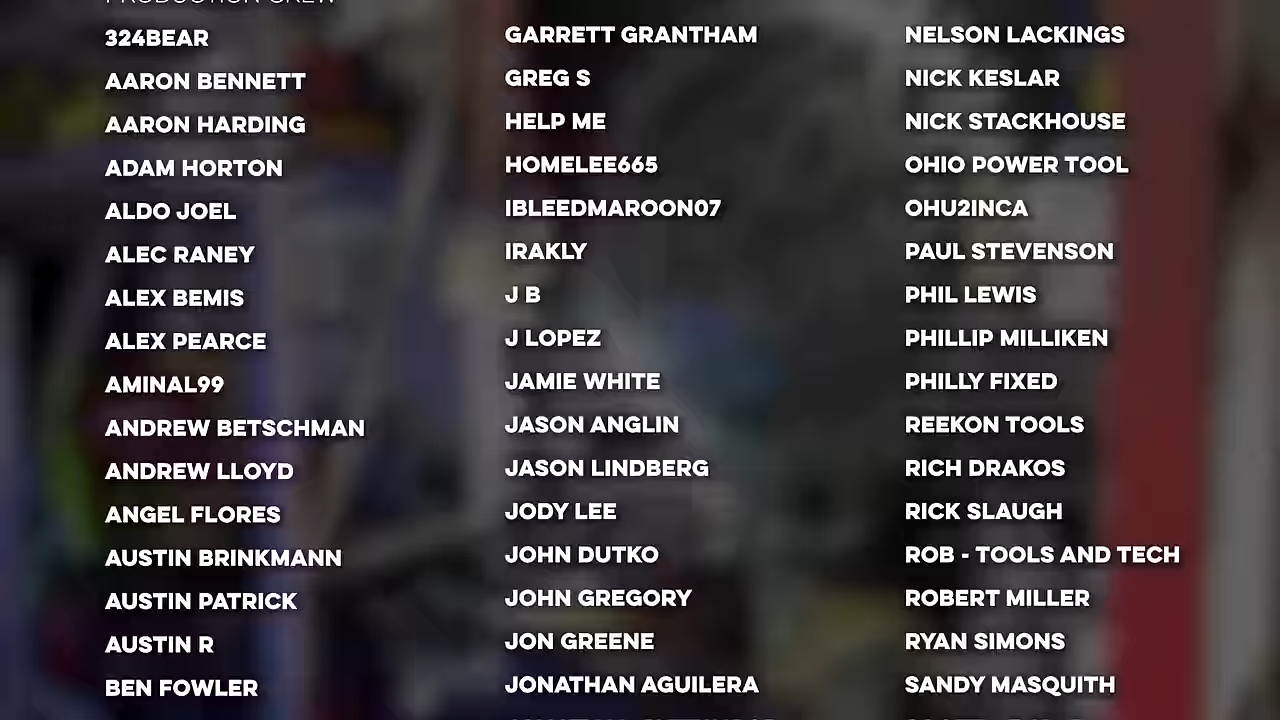 PRODUCTION CREW
324BEAR
AARON BENNETT
AARON HARDING
ADAM HORTON
ALDO JOEL
ALEC RANEY
ALEX BEMIS
ALEX PEARCE
AMINAL99
ANDREW BETSCHMAN
ANDREW LLOYD
ANGEL FLORES
AUSTIN BRINKMANN
AUSTIN PATRICK
AUSTIN R
BEN FOWLER
GARRETT GRANTHAM
GREG S
HELP ME
HOMELEE665
IBLEEDMAROON07
IRAKLY
J B
J LOPEZ
JAMIE WHITE
JASON ANGLIN
JASON LINDBERG
JODY LEE
JOHN DUTKO
JOHN GREGORY
JON GREENE
JONATHAN AGUILERA
NELSON LACKINGS
NICK KESLAR
NICK STACKHOUSE
OHIO POWER TOOL
OHU2INCA
PAUL STEVENSON
PHIL LEWIS
PHILLIP MILLIKEN
PHILLY FIXED
REEKON TOOLS
RICH DRAKOS
RICK SLAUGH
ROB - TOOLS AND TECH
ROBERT MILLER
RYAN SIMONS
SANDY MASQUITH